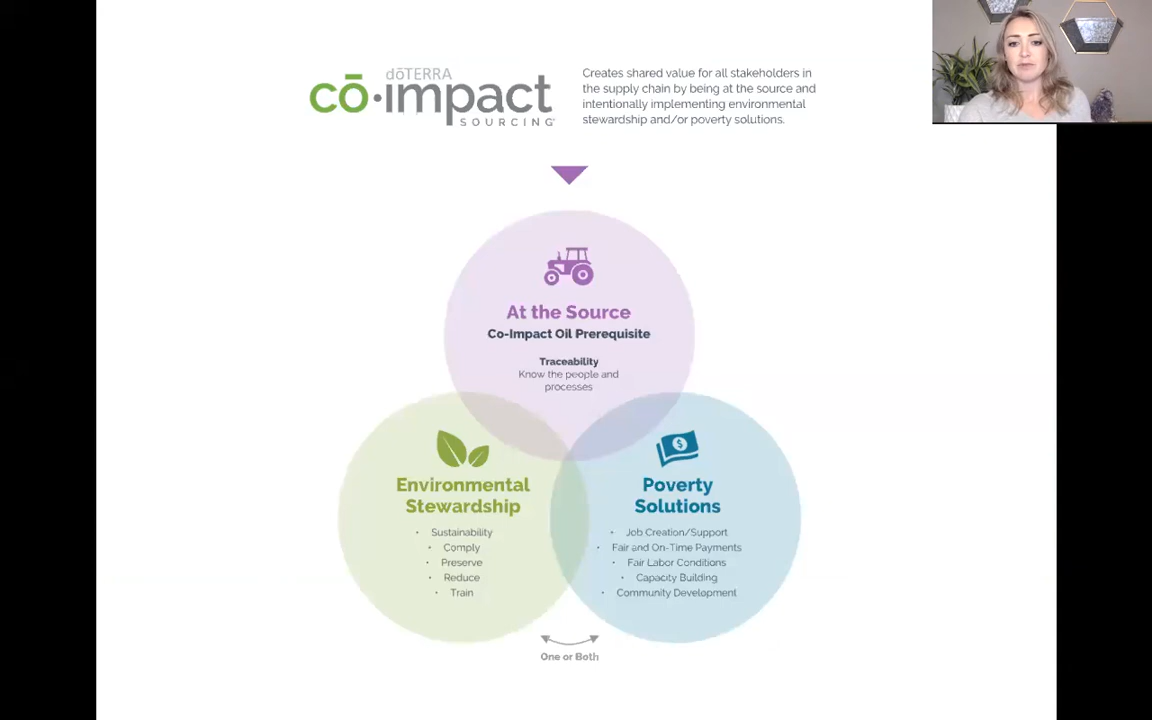 dōTERRA
cō•impact
SOURCING®
Creates shared value for all stakeholders in
the supply chain by being at the source and
intentionally implementing environmental
stewardship and/or poverty solutions.
At the Source
Co-Impact Oil Prerequisite
Traceability
Know the people and
processes
Environmental
Stewardship
• Sustainability
• Comply
• Preserve
• Reduce
• Train
$
Poverty
Solutions
• Job Creation/Support
• Fair and On-Time Payments
• Fair Labor Conditions
• Capacity Building
• Community Development
One or Both